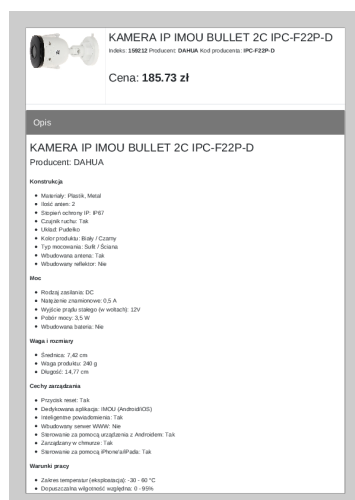 KAMERA IP IMOU BULLET 2C IPC-F22P-D
Indeks: 159212 Producent: DAHUA Kod producenta: IPC-F22P-D
Cena: 185.73 zł
Opis
KAMERA IP IMOU BULLET 2C IPC-F22P-D
Producent: DAHUA
Konstrukcja
Materiały: Plastik, Metal
Ilość anten: 2
Stopień ochrony IP: IP67
Czujnik ruchu: Tak
Układ: Pudełko
Kolor produktu: Biały / Czarny
Typ mocowania: Sufit / Ściana
Wbudowana antena: Tak
Wbudowany reflektor: Nie
Moc
Rodzaj zasilania: DC
Natężenie znamionowe: 0,5 A
Wyjście prądu stałego (w woltach): 12V
Pobór mocy: 3,5 W
Wbudowana bateria: Nie
Waga i rozmiary
Średnica: 7,42 cm
Waga produktu: 240 g
Długość: 14,77 cm
Cechy zarządzania
Przycisk reset: Tak
Dedykowana aplikacja: IMOU (Android/iOS)
Inteligentne powiadomienia: Tak
Wbudowany serwer WWW: Nie
Sterowanie za pomocą urządzenia z Androidem: Tak
Zarządzany w chmurze: Tak
Sterowanie za pomocą iPhone'a/iPada: Tak
Warunki pracy
Zakres temperatur (eksploatacja): -30 - 60 °C
Dopuszczalna wilgotność względna: 0 - 95%